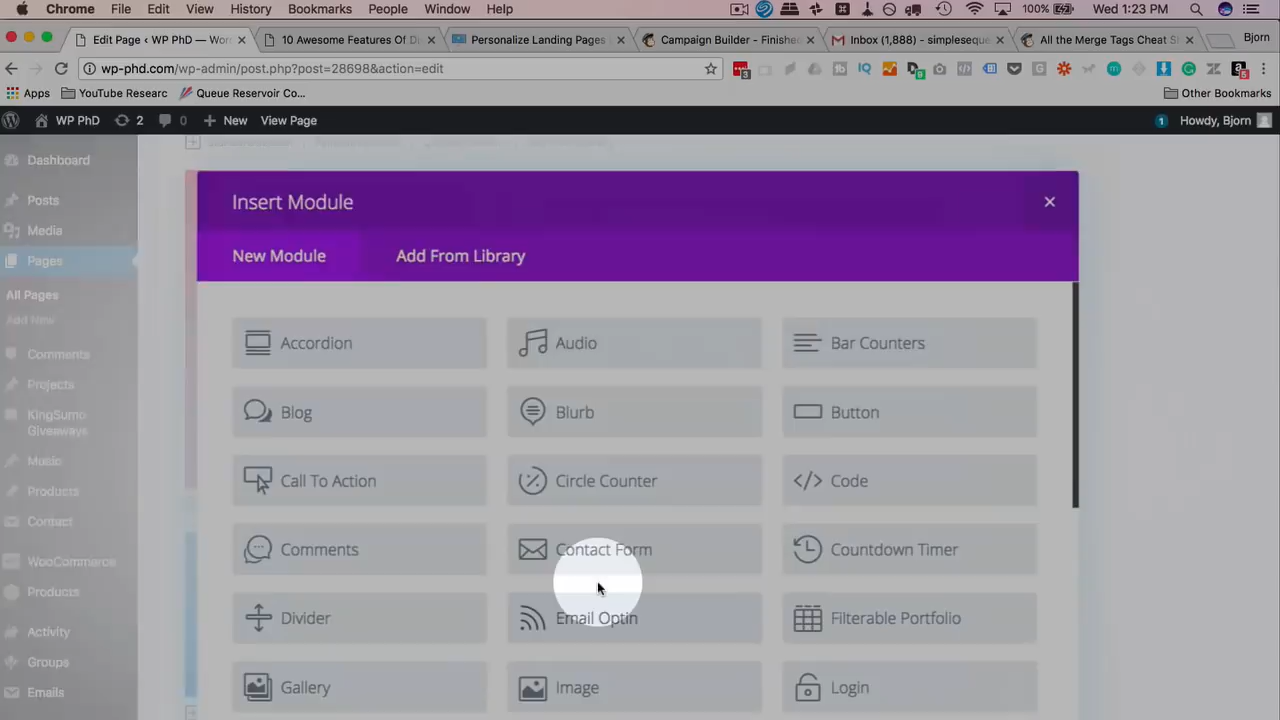 Chrome File Edit View History Bookmarks People Window Help 100% Wed 1:23 PM
Edit Page ‹ WP PhD — Wor 10 Awesome Features Of Di Personalize Landing Pages Campaign Builder - Finishe Inbox (1,888) - simpleseque All the Merge Tags Cheat S Bjorn
wp-phd.com/wp-admin/post.php?post=28698&action=edit
Apps YouTube Researc Queue Reservoir Co... Other Bookmarks
WP PhD 2 0 + New View Page 1 Howdy, Bjorn
Dashboard
Posts
Media
Pages
All Pages
Add New
Comments
Projects
KingSumo
Giveaways
Music
Products
Contact
WooCommerce
Products
Activity
Groups
Emails
Insert Module ×
New Module Add From Library
Accordion Audio Bar Counters
Blog Blurb Button
Call To Action Circle Counter Code
Comments Contact Form Countdown Timer
Divider Email Optin Filterable Portfolio
Gallery Image Login